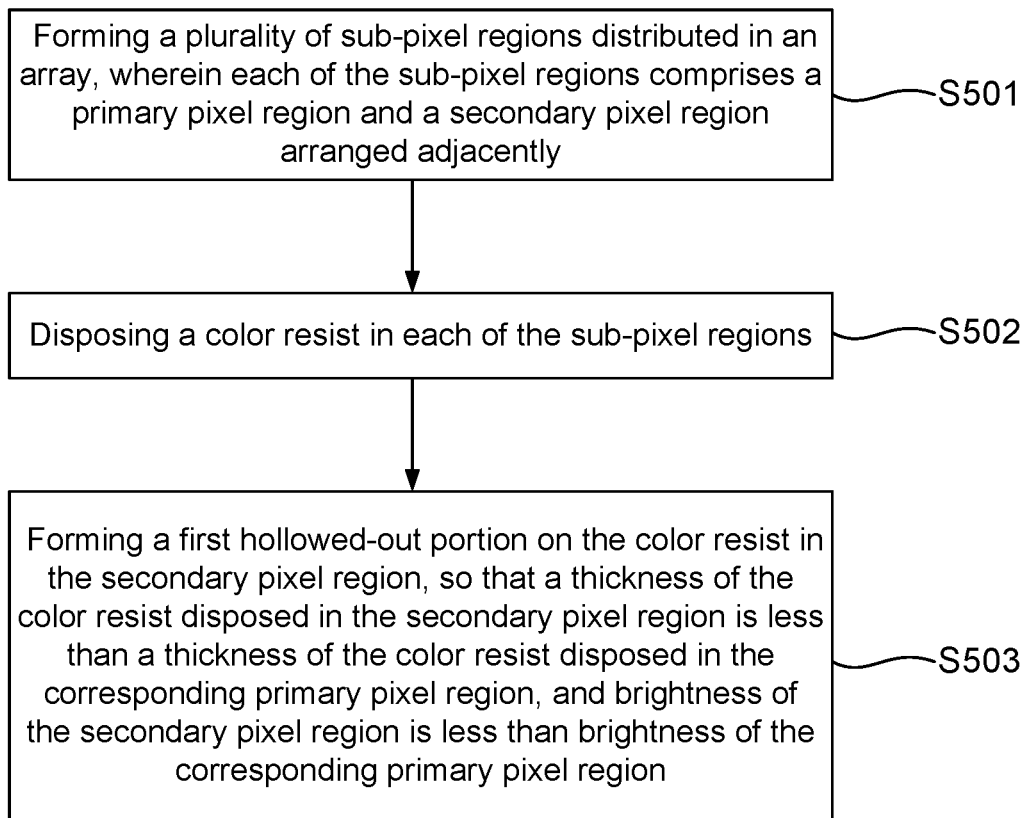 Forming a plurality of sub-pixel regions distributed in an
array, wherein each of the sub-pixel regions comprises a
primary pixel region and a secondary pixel region
arranged adjacently
S501
Disposing a color resist in each of the sub-pixel regions
S502
Forming a first hollowed-out portion on the color resist in
the secondary pixel region, so that a thickness of the
color resist disposed in the secondary pixel region is less
than a thickness of the color resist disposed in the
corresponding primary pixel region, and brightness of
the secondary pixel region is less than brightness of the
corresponding primary pixel region
S503